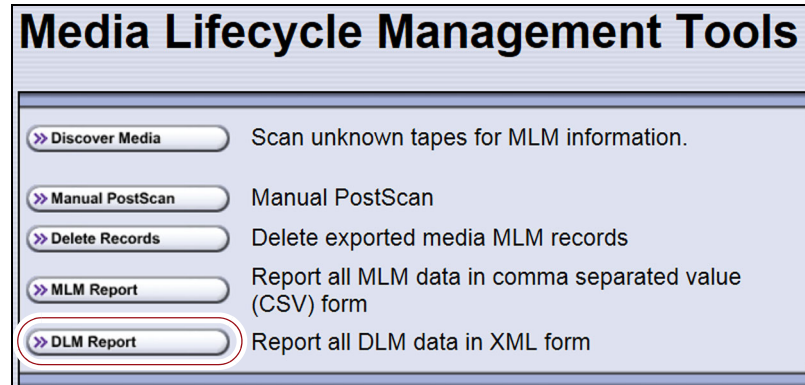 Media Lifecycle Management Tools
>> Discover Media Scan unknown tapes for MLM information.
>> Manual PostScan Manual PostScan
>> Delete Records Delete exported media MLM records
>> MLM Report Report all MLM data in comma separated value
(CSV) form
>> DLM Report Report all DLM data in XML form